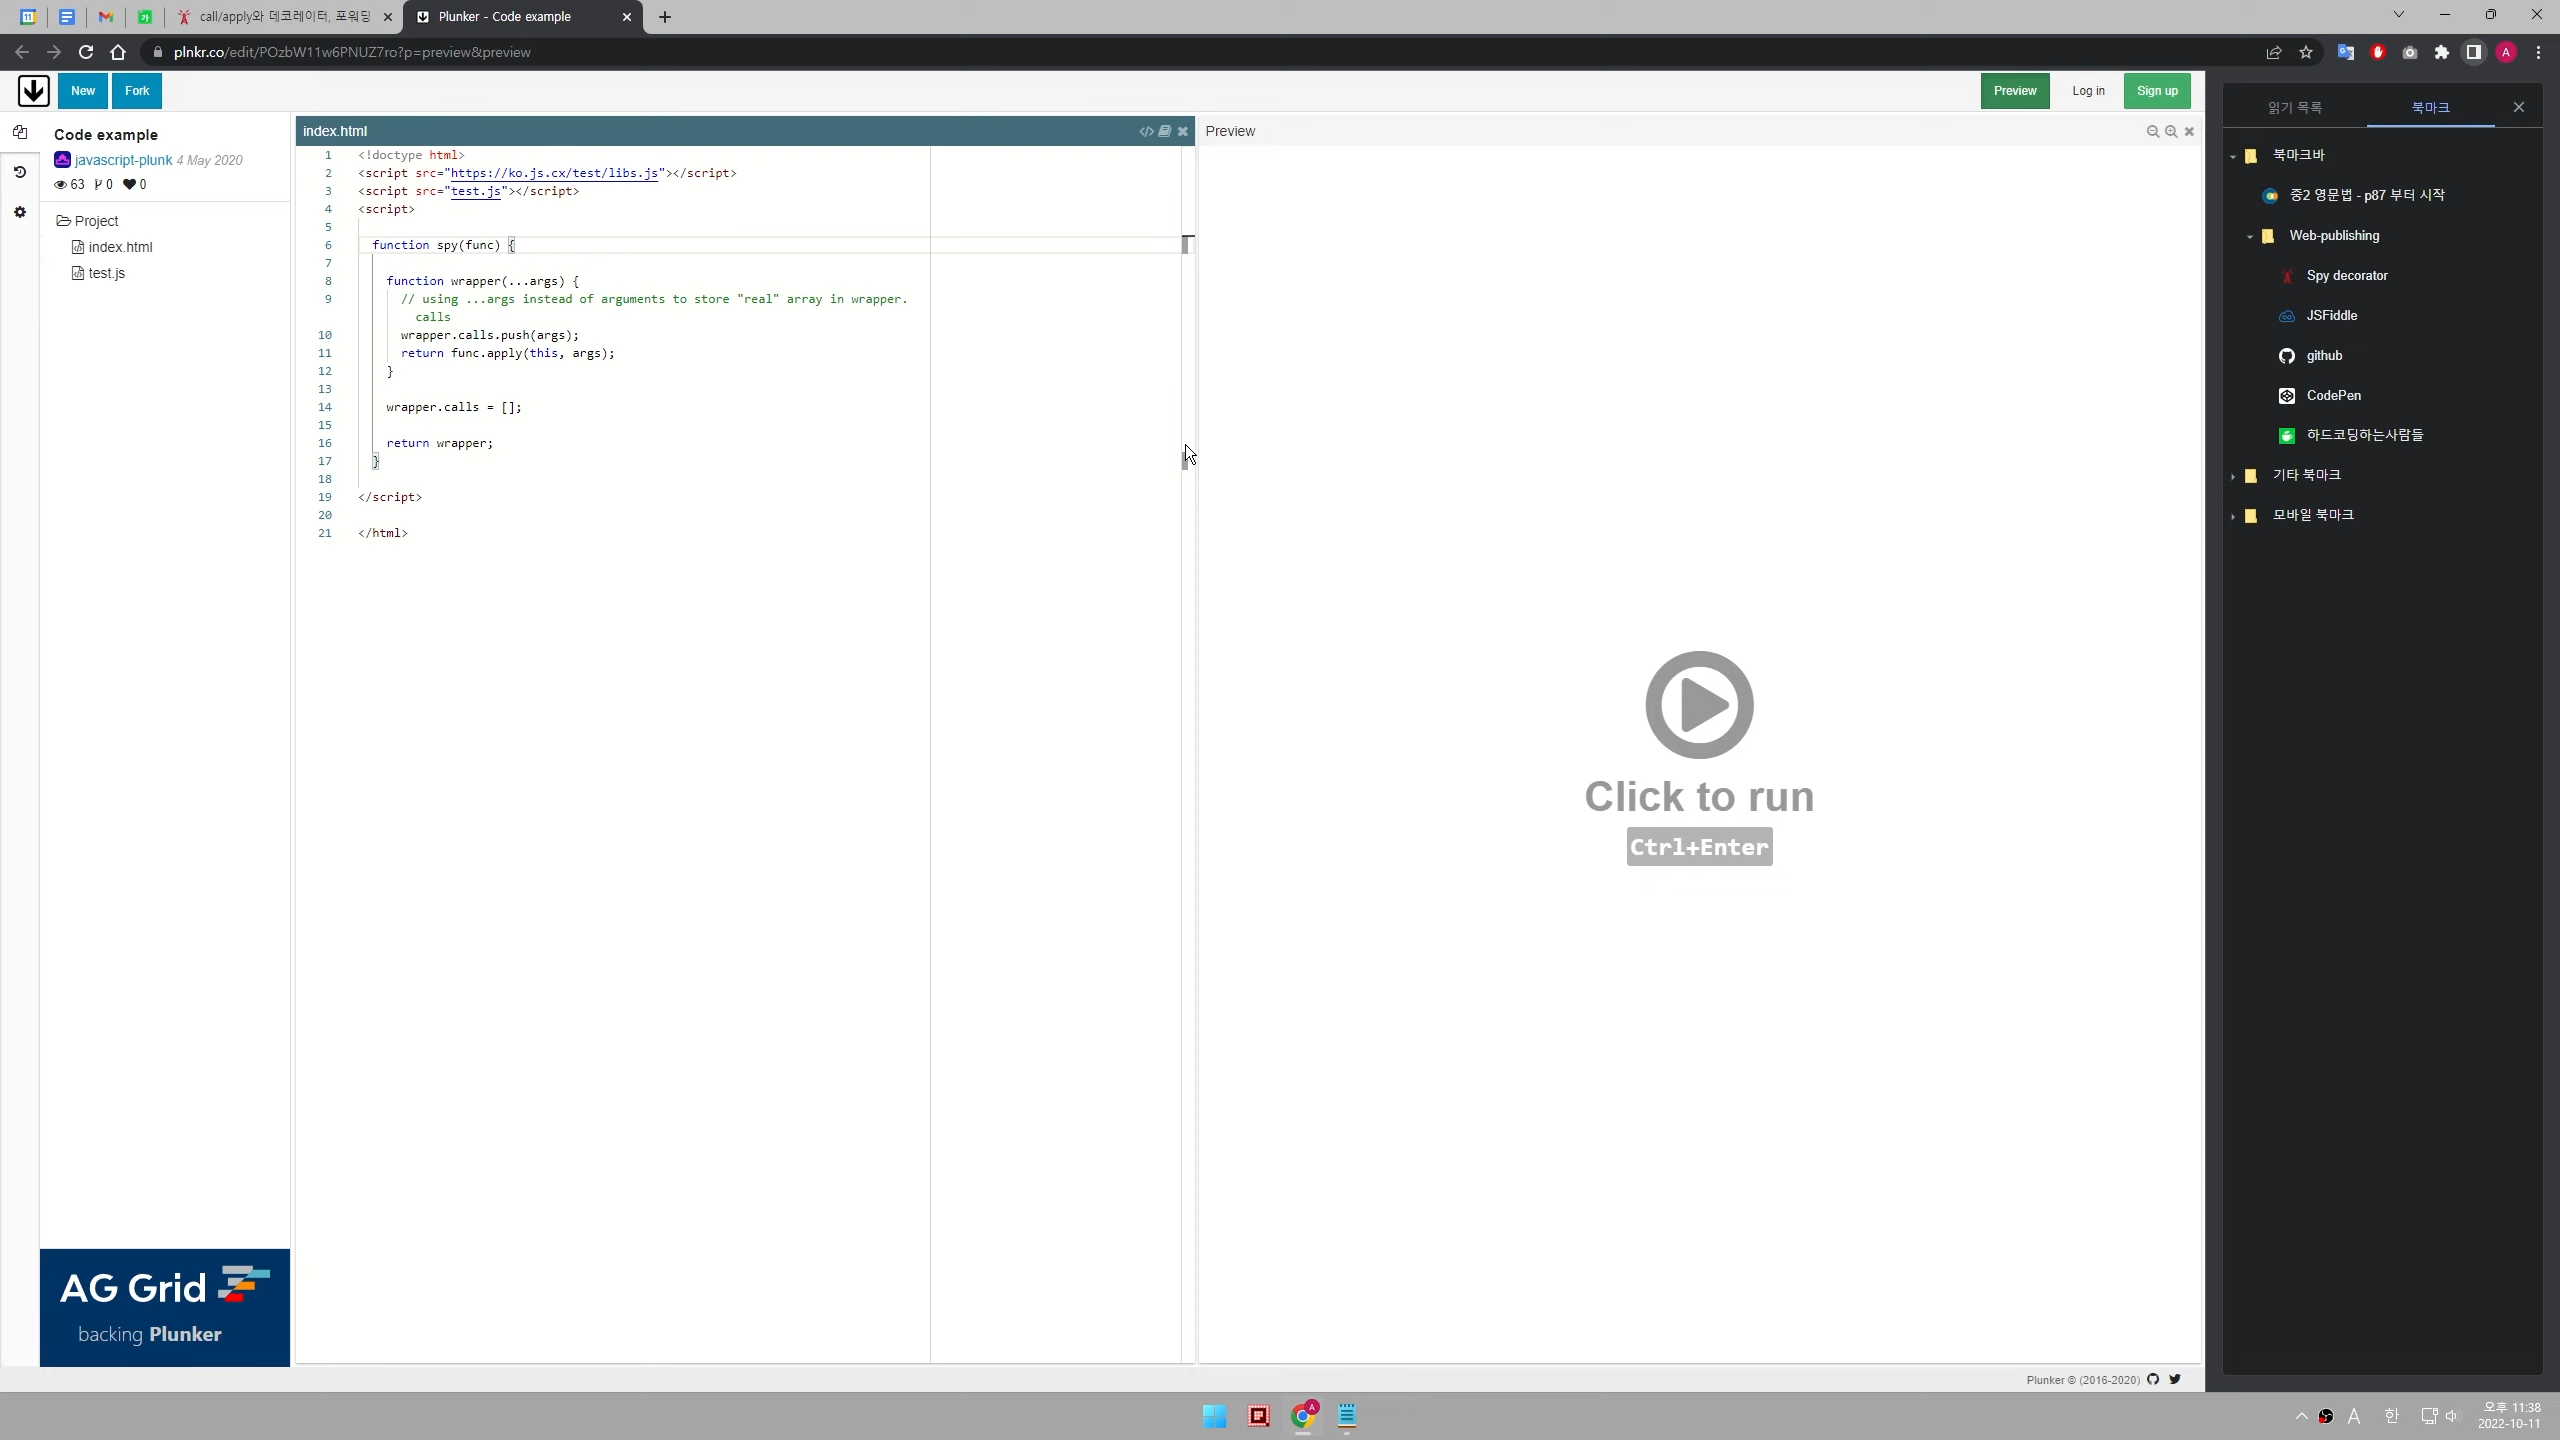 call/apply와 데코레이터, 포워딩
Plunker - Code example
plnkr.co/edit/POzbW11w6PNUZ7ro?p=preview&preview
A
New
Fork
Preview
Log in
Sign up
Code example
javascript-plunk 4 May 2020
63 0 0
Project
index.html
test.js
index.html
1 <!doctype html>
2 <script src="https://ko.js.cx/test/libs.js"></script>
3 <script src="test.js"></script>
4 <script>
5
6 function spy(func) {
7
8 function wrapper(...args) {
9 // using ...args instead of arguments to store "real" array in wrapper.
calls
10 wrapper.calls.push(args);
11 return func.apply(this, args);
12 }
13
14 wrapper.calls = [];
15
16 return wrapper;
17 }
18
19 </script>
20
21 </html>
Preview
Click to run
Ctrl+Enter
읽기 목록
북마크
북마크바
중2 영문법 - p87 부터 시작
Web-publishing
Spy decorator
JSFiddle
github
CodePen
하드코딩하는사람들
기타 북마크
모바일 북마크
AG Grid
backing Plunker
Plunker © (2016-2020)
A
A
한
오후 11:38
2022-10-11